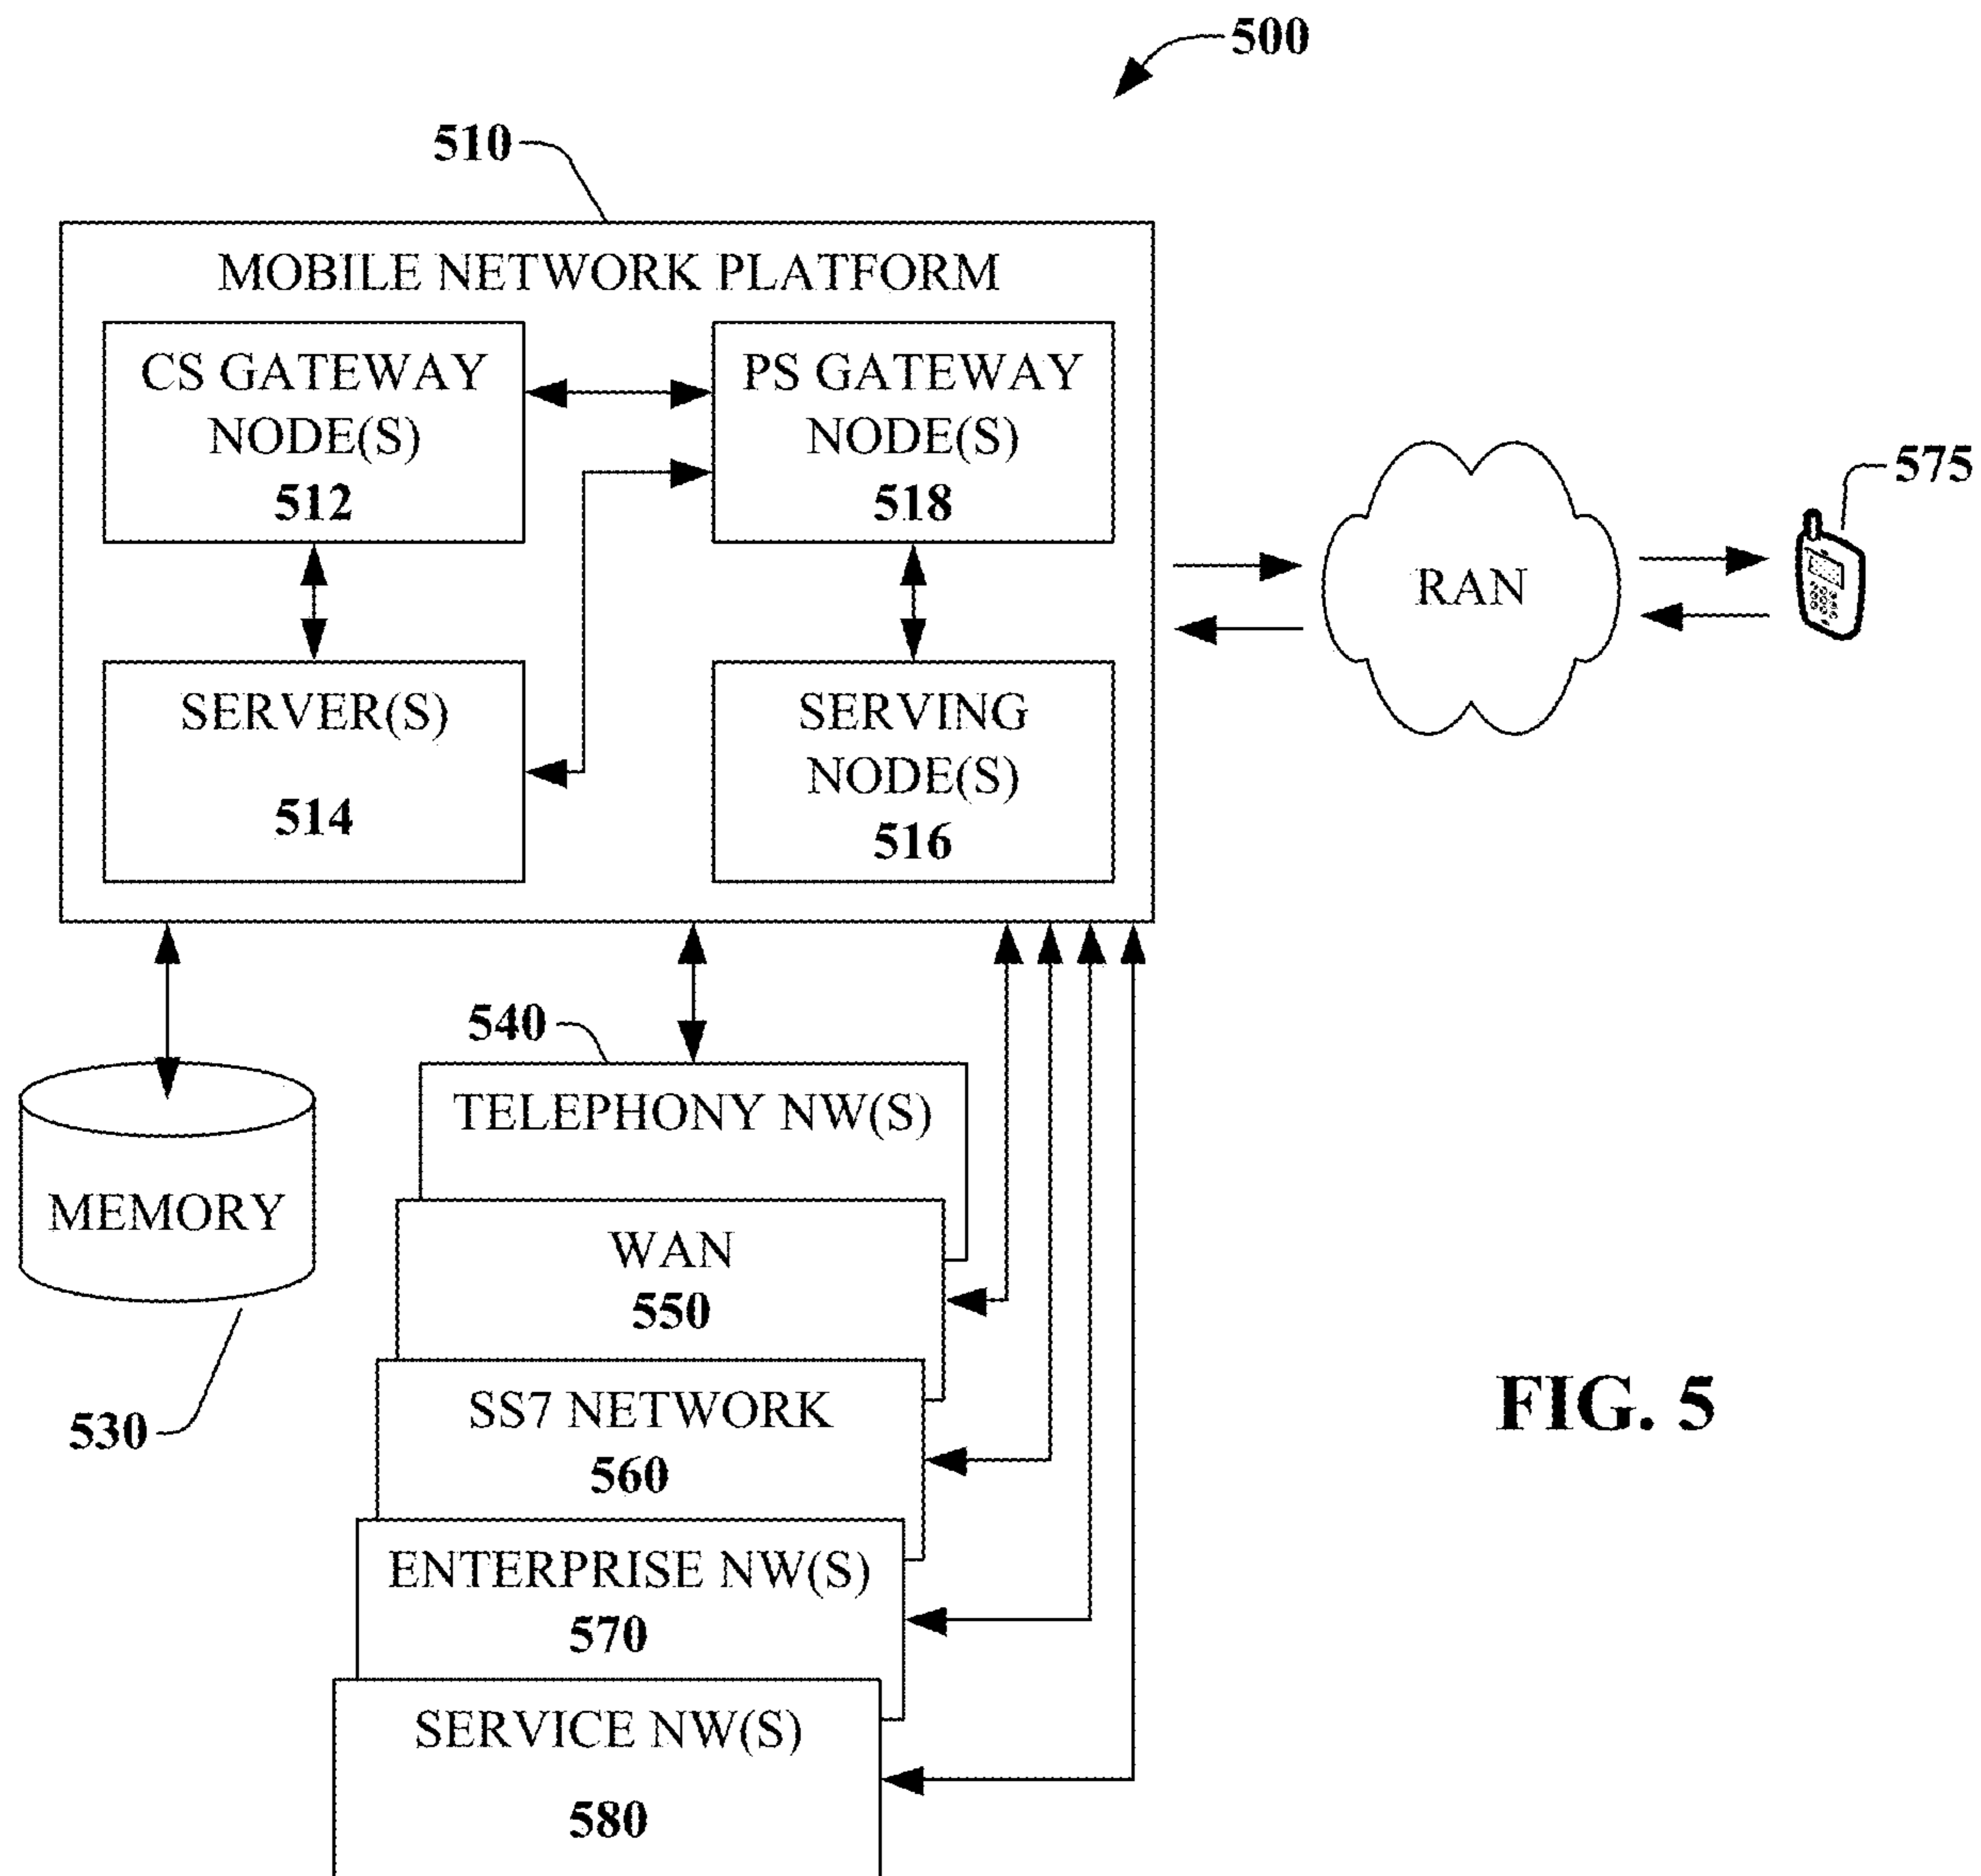 500
510
MOBILE NETWORK PLATFORM
CS GATEWAY
NODE(S)
512
PS GATEWAY
NODE(S)
518
SERVER(S)
514
SERVING
NODE(S)
516
RAN
575
540
TELEPHONY NW(S)
MEMORY
530
WAN
550
SS7 NETWORK
560
ENTERPRISE NW(S)
570
SERVICE NW(S)
580
FIG. 5